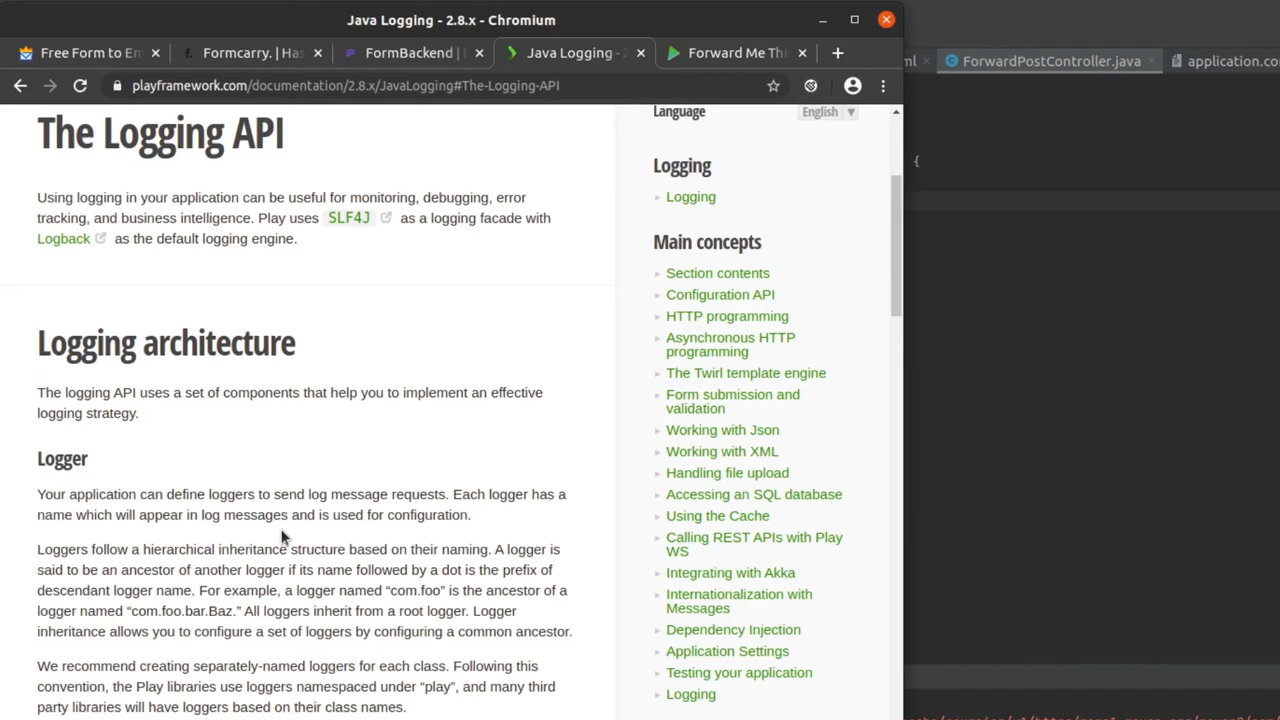 Java Logging - 2.8.x - Chromium
Free Form to Em
Formcarry. | Has
FormBackend |
Java Logging - 2
Forward Me Thi
playframework.com/documentation/2.8.x/JavaLogging#The-Logging-API
ForwardPostController.java
application.co
The Logging API
Using logging in your application can be useful for monitoring, debugging, error
tracking, and business intelligence. Play uses SLF4J as a logging facade with
Logback as the default logging engine.
Logging architecture
The logging API uses a set of components that help you to implement an effective
logging strategy.
Logger
Your application can define loggers to send log message requests. Each logger has a
name which will appear in log messages and is used for configuration.
Loggers follow a hierarchical inheritance structure based on their naming. A logger is
said to be an ancestor of another logger if its name followed by a dot is the prefix of
descendant logger name. For example, a logger named “com.foo” is the ancestor of a
logger named “com.foo.bar.Baz.” All loggers inherit from a root logger. Logger
inheritance allows you to configure a set of loggers by configuring a common ancestor.
We recommend creating separately-named loggers for each class. Following this
convention, the Play libraries use loggers namespaced under “play”, and many third
party libraries will have loggers based on their class names.
Language English
Logging
Logging
Main concepts
Section contents
Configuration API
HTTP programming
Asynchronous HTTP
programming
The Twirl template engine
Form submission and
validation
Working with Json
Working with XML
Handling file upload
Accessing an SQL database
Using the Cache
Calling REST APIs with Play
WS
Integrating with Akka
Internationalization with
Messages
Dependency Injection
Application Settings
Testing your application
Logging
{